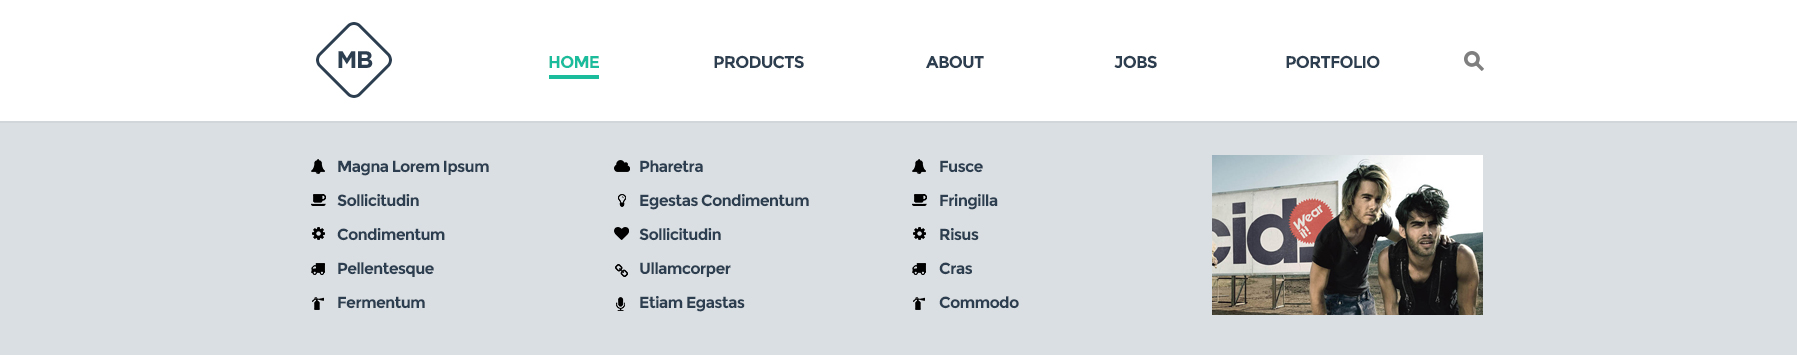 MB
HOME
PRODUCTS
ABOUT
JOBS
PORTFOLIO
Magna Lorem Ipsum
Sollicitudin
Condimentum
Pellentesque
Fermentum
Pharetra
Egestas Condimentum
Sollicitudin
Ullamcorper
Etiam Egastas
Fusce
Fringilla
Risus
Cras
Commodo
cid
Wear
it!